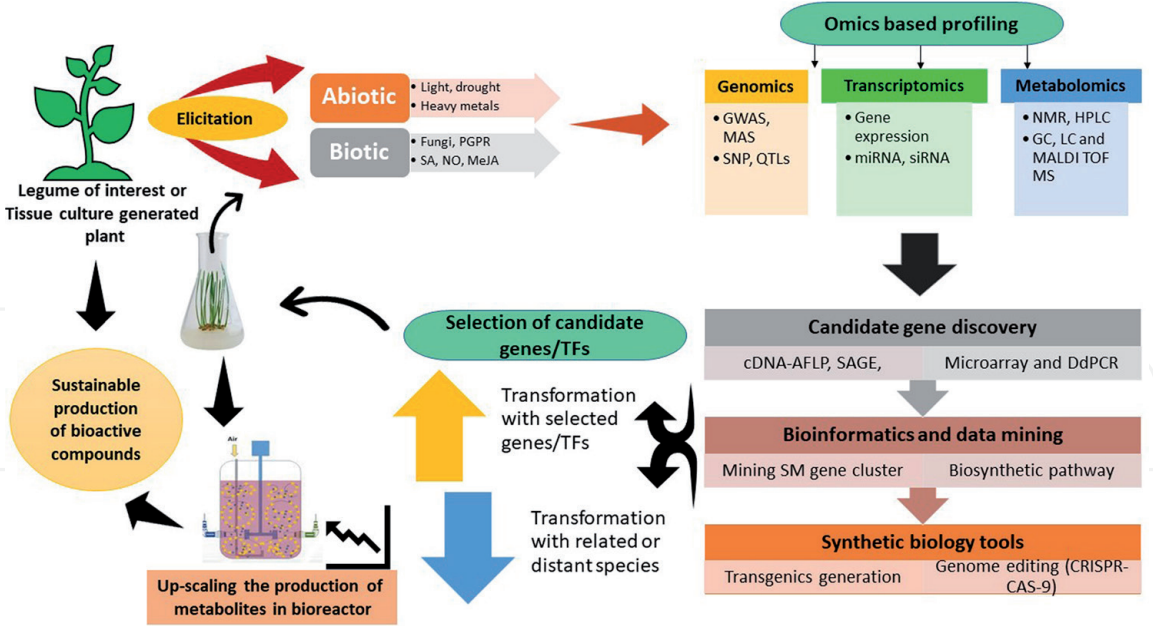 Omics based profiling
Elicitation
Abiotic
• Light, drought
• Heavy metals
Biotic
• Fungi, PGPR
• SA, NO, MeJA
Genomics
• GWAS,
MAS
• SNP, QTLs
Transcriptomics
• Gene
expression
• miRNA, siRNA
Metabolomics
• NMR, HPLC
• GC, LC and
MALDI TOF
MS
Legume of interest or
Tissue culture generated
plant
Sustainable
production
of bioactive
compounds
Air
Up-scaling the production of
metabolites in bioreactor
Selection of candidate
genes/TFs
Transformation
with selected
genes/TFs
Transformation
with related or
distant species
Candidate gene discovery
cDNA-AFLP, SAGE,
Microarray and DdPCR
Bioinformatics and data mining
Mining SM gene cluster
Biosynthetic pathway
Synthetic biology tools
Transgenics generation
Genome editing (CRISPR-
CAS-9)